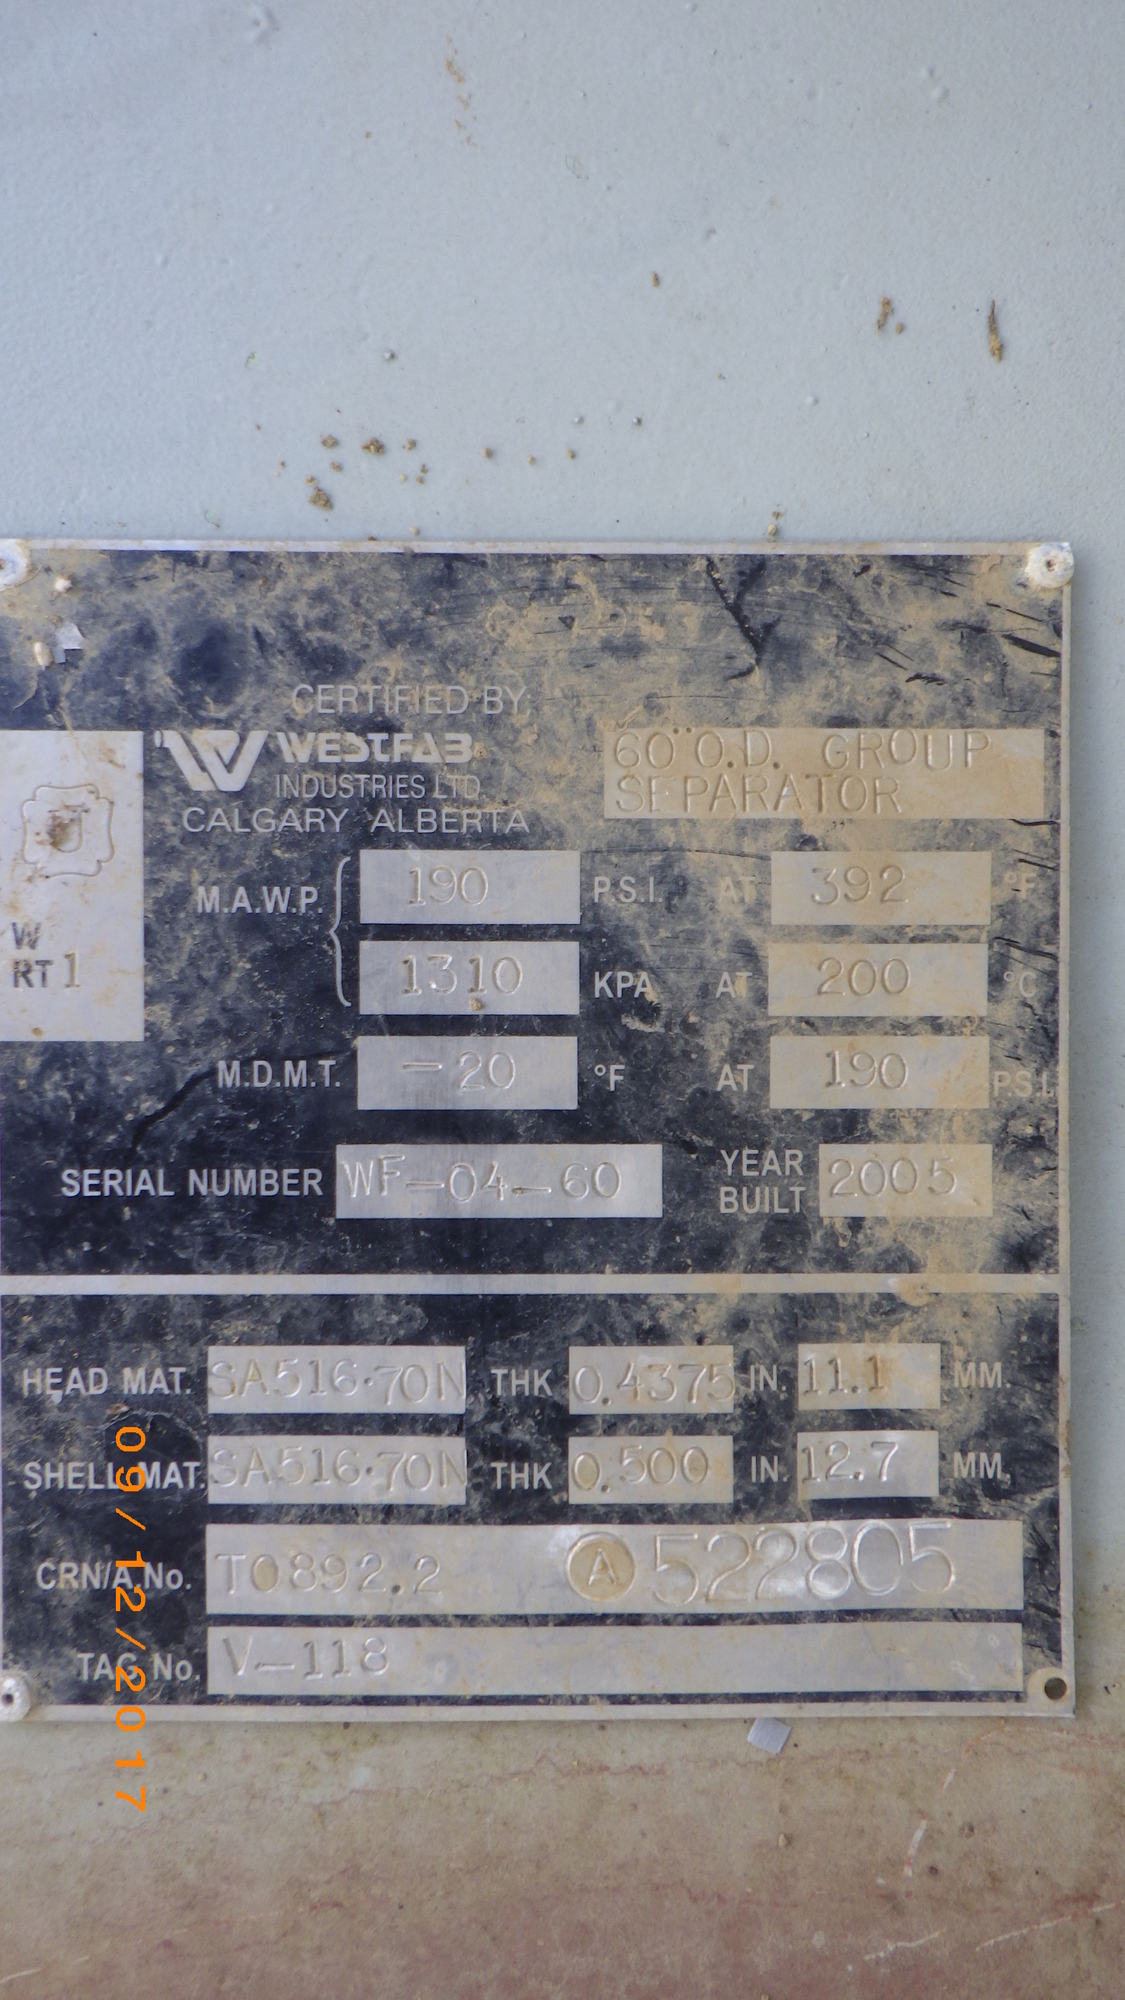 CERTIFIED BY
WESTFAB
INDUSTRIES LTD.
CALGARY ALBERTA
60" O.D. GROUP
SEPARATOR
U
W
RT 1
M.A.W.P. 190 P.S.I. AT 392 °F
1310 KPA AT 200 °C
M.D.M.T. -20 °F AT 190 P.S.I.
SERIAL NUMBER WF-04-60 YEAR BUILT 2005
HEAD MAT. SA516-70N THK 0.4375 IN. 11.1 MM.
SHELL MAT. SA516-70N THK 0.500 IN. 12.7 MM.
CRN/A No. T0892.2 A 522805
TAG No. V-118
09/12/2017